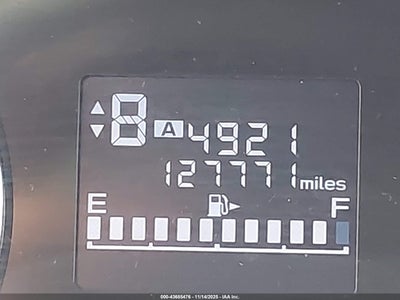 8 A 4921
127771 miles
E F
000-43655476 - 11/14/2025 - IAA Inc.